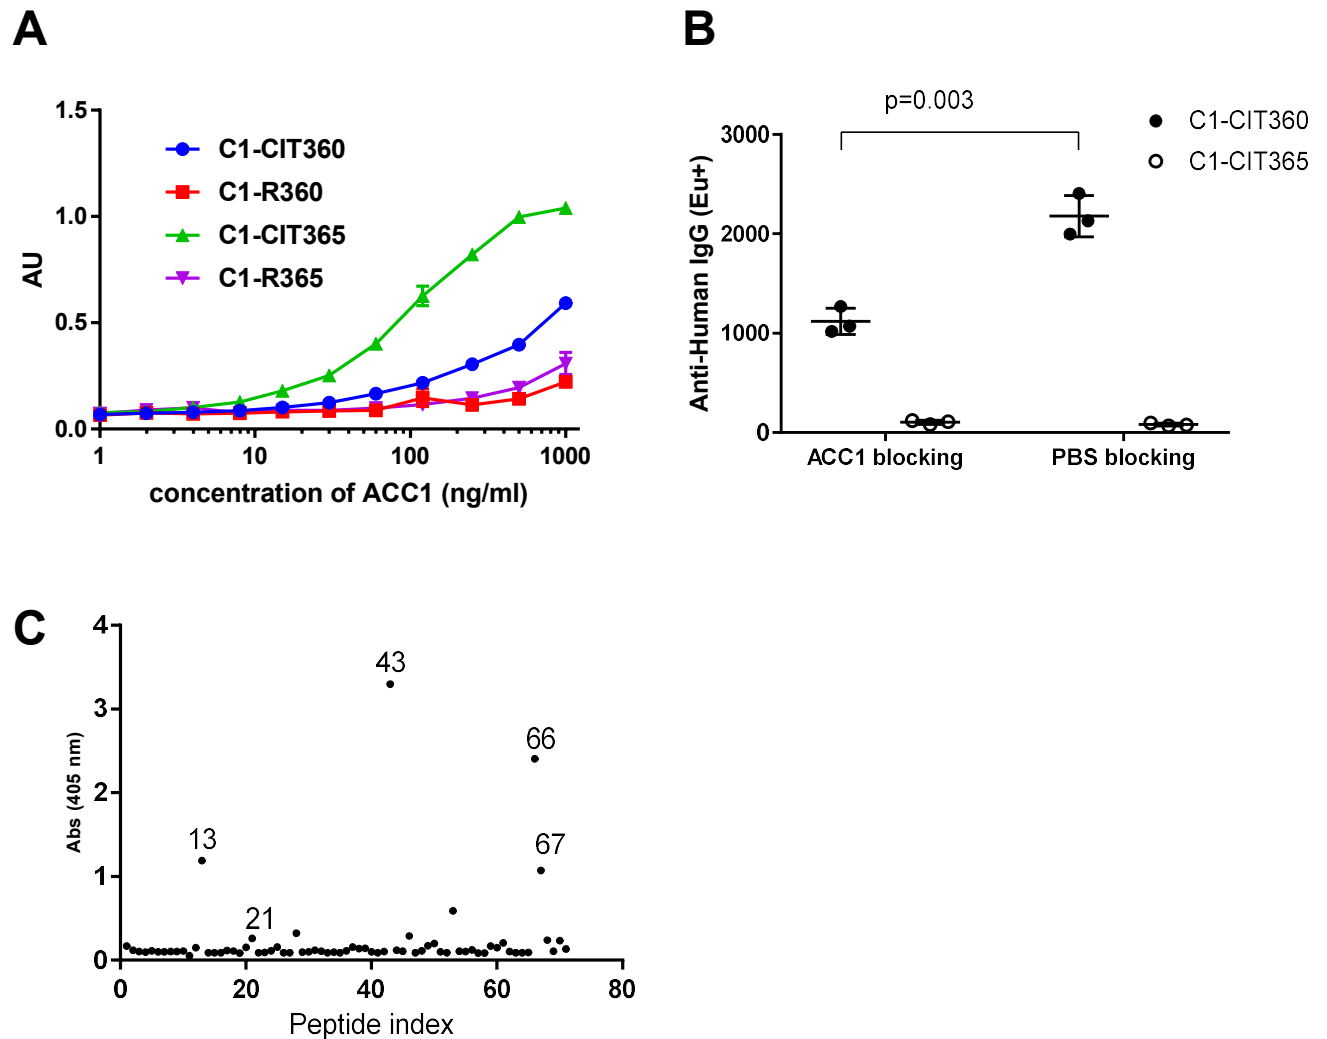 A
1.5
1.0
0.5
0.0
AU
C1-CIT360
C1-R360
C1-CIT365
C1-R365
1 10 100 1000
concentration of ACC1 (ng/ml)
B
p=0.003
C1-CIT360
C1-CIT365
3000
2000
1000
0
Anti-Human IgG (Eu+)
ACC1 blocking PBS blocking
C
4
3
2
1
0
Abs (405 nm)
43
66
13
67
21
0 20 40 60 80
Peptide index